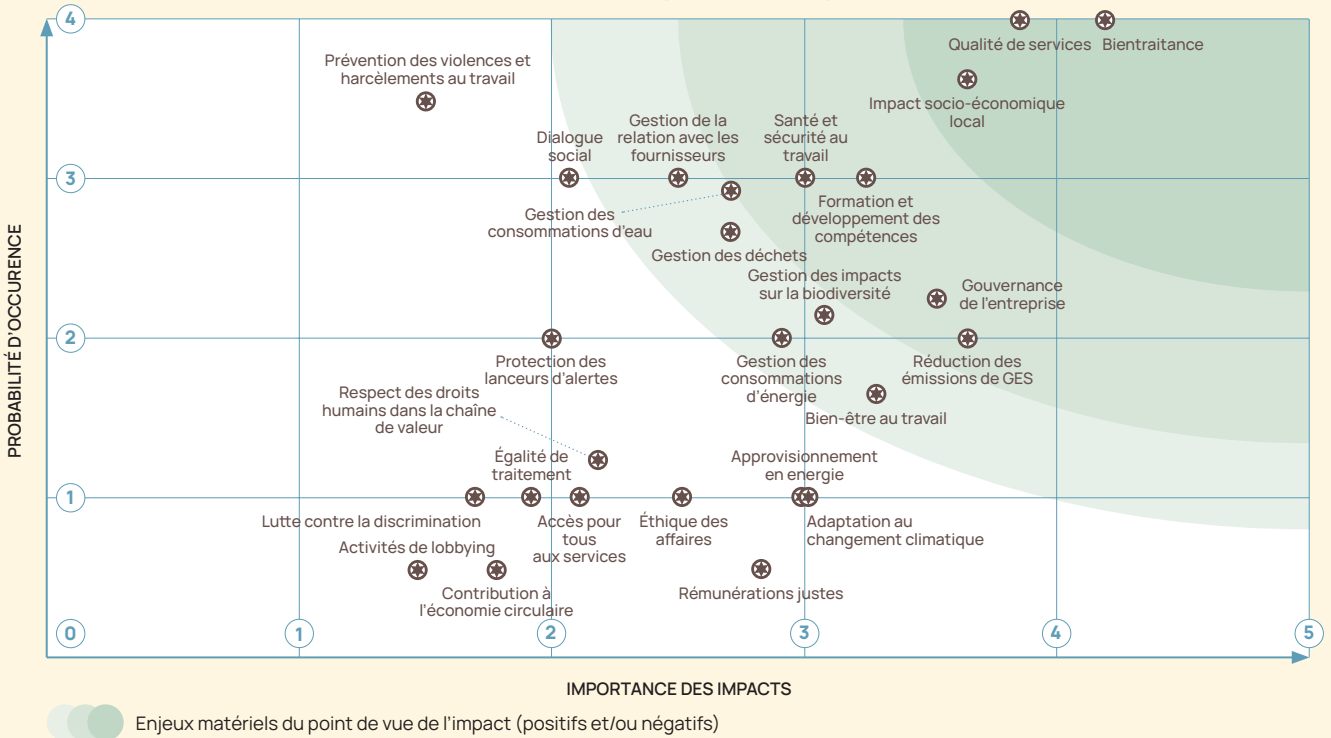 4
Qualité de services
Bientraitance
Prévention des violences et
harcèlements au travail
Impact socio-économique
local
Dialogue
social
Gestion de la
relation avec les
fournisseurs
Santé et
sécurité au
travail
3
Formation et
développement des
compétences
Gestion des
consommations d'eau
Gestion des déchets
Gestion des impacts
sur la biodiversité
Gouvernance
de l'entreprise
PROBABILITÉ D'OCCURENCE
2
Protection des
lanceurs d'alertes
Gestion des
consommations
d'énergie
Réduction des
émissions de GES
Respect des droits
humains dans la chaîne
de valeur
Bien-être au travail
Égalité de
traitement
Approvisionnement
en energie
1
Lutte contre la discrimination
Accès pour
tous
aux services
Éthique des
affaires
Adaptation au
changement climatique
Activités de lobbying
Contribution à
l'économie circulaire
Rémunérations justes
0
1
2
3
4
5
IMPORTANCE DES IMPACTS
Enjeux matériels du point de vue de l'impact (positifs et/ou négatifs)